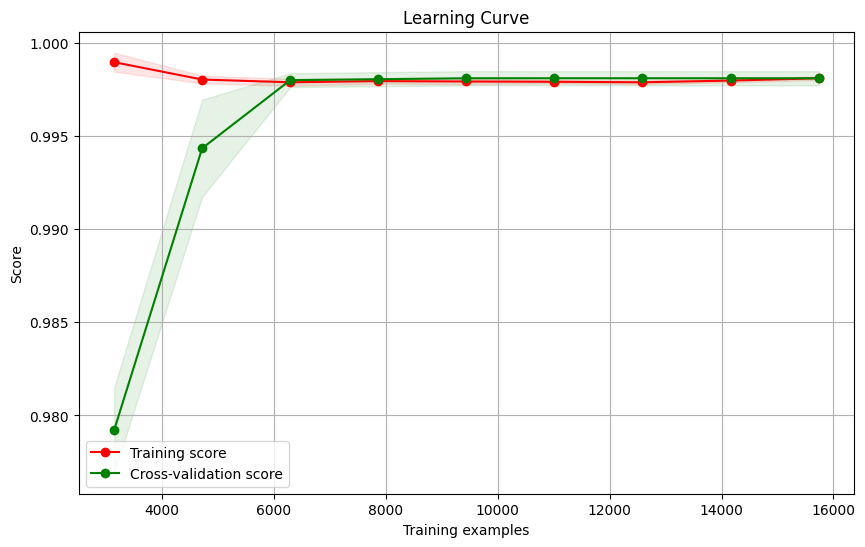 Learning Curve
1.000
0.995
0.990
0.985
0.980
Score
Training score
Cross-validation score
4000 6000 8000 10000 12000 14000 16000
Training examples